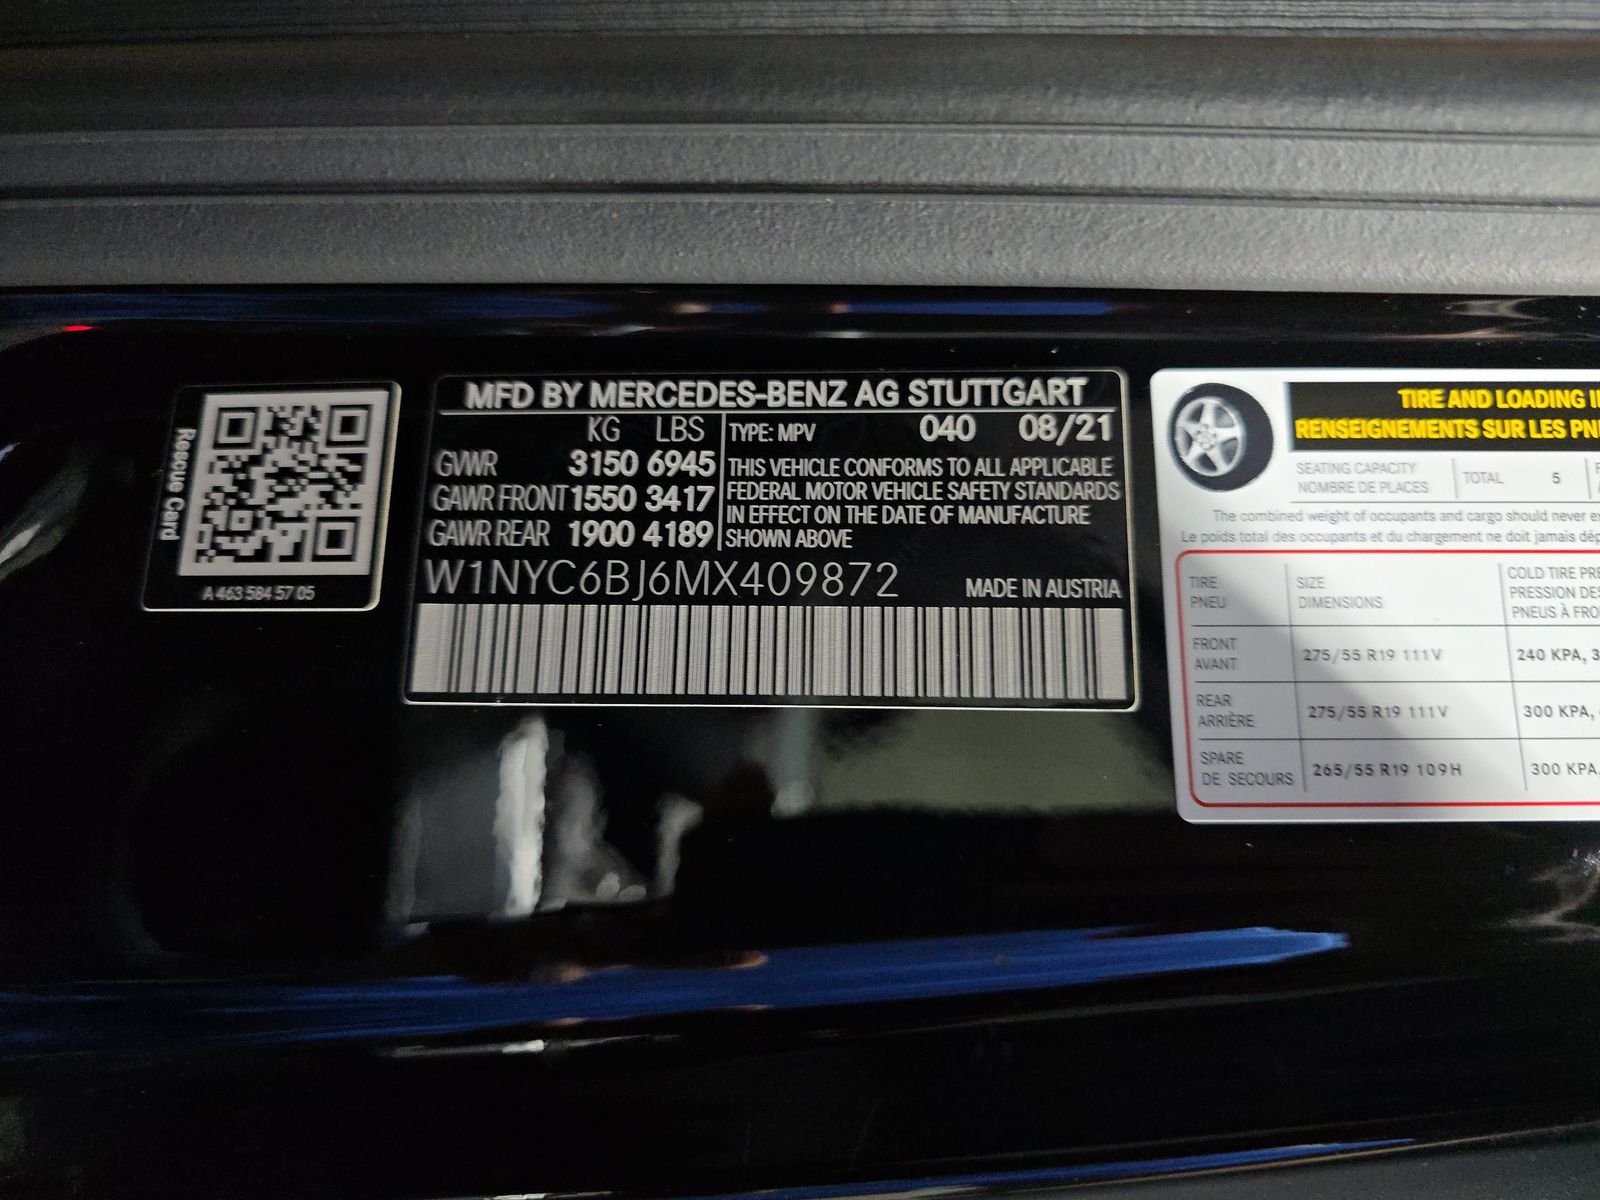 Rescue Card
A 463 584 57 05
MFD BY MERCEDES-BENZ AG STUTTGART
KG LBS
GVWR 3150 6945
GAWR FRONT 1550 3417
GAWR REAR 1900 4189
TYPE: MPV 040 08/21
THIS VEHICLE CONFORMS TO ALL APPLICABLE
FEDERAL MOTOR VEHICLE SAFETY STANDARDS
IN EFFECT ON THE DATE OF MANUFACTURE
SHOWN ABOVE
W1NYC6BJ6MX409872 MADE IN AUSTRIA
TIRE AND LOADING
RENSEIGNEMENTS SUR LES
SEATING CAPACITY
NOMBRE DE PLACES
TOTAL 5
The combined weight of occupants and cargo should never
Le poids total des occupants et du chargement ne doit jamais
TIRE
PNEU
SIZE
DIMENSIONS
COLD TIRE
PRESSION
PNEUS À
FRONT
AVANT
275/55 R19 111V
240 KPA,
REAR
ARRIÈRE
275/55 R19 111V
300 KPA,
SPARE
DE SECOURS
265/55 R19 109H
300 KPA,